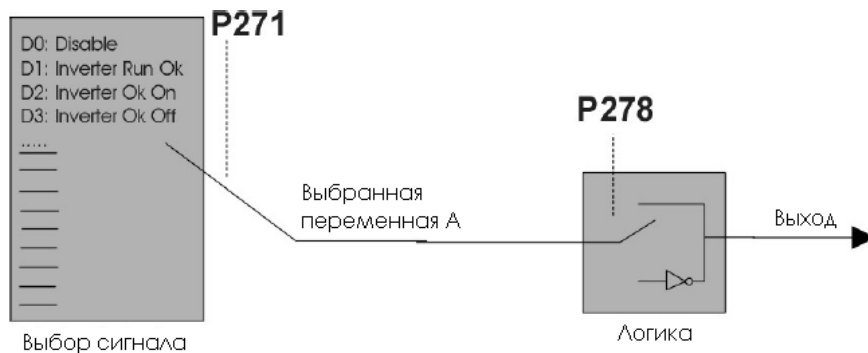 P271
D0: Disable
D1: Inverter Run Ok
D2: Inverter Ok On
D3: Inverter Ok Off
.....
P278
Выбранная
переменная А
Выход
Выбор сигнала
Логика